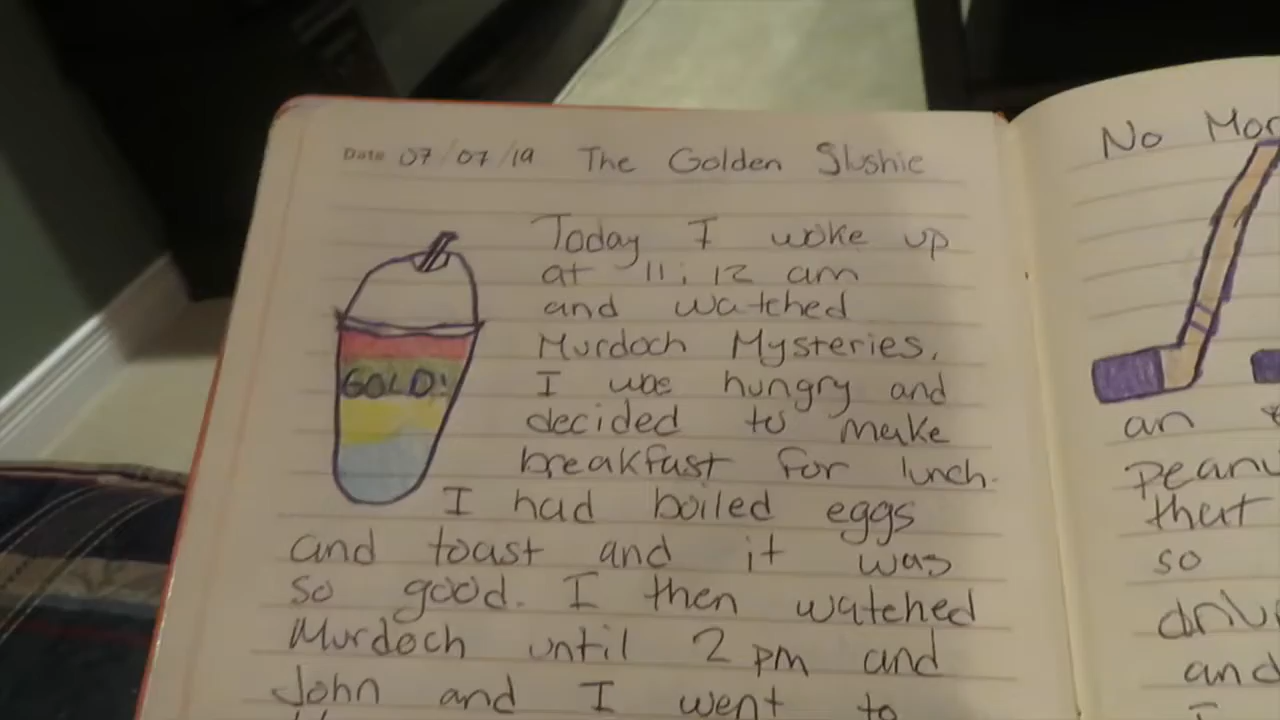 Date 07/07/19 The Golden Slushie
Today I woke up
at 11:12 am
and watched
Murdoch Mysteries.
I was hungry and
decided to make
breakfast for lunch.
I had boiled eggs
and toast and it was
so good. I then watched
Murdoch until 2 pm and
John and I went to
GOLD!
No
an
that
so
and